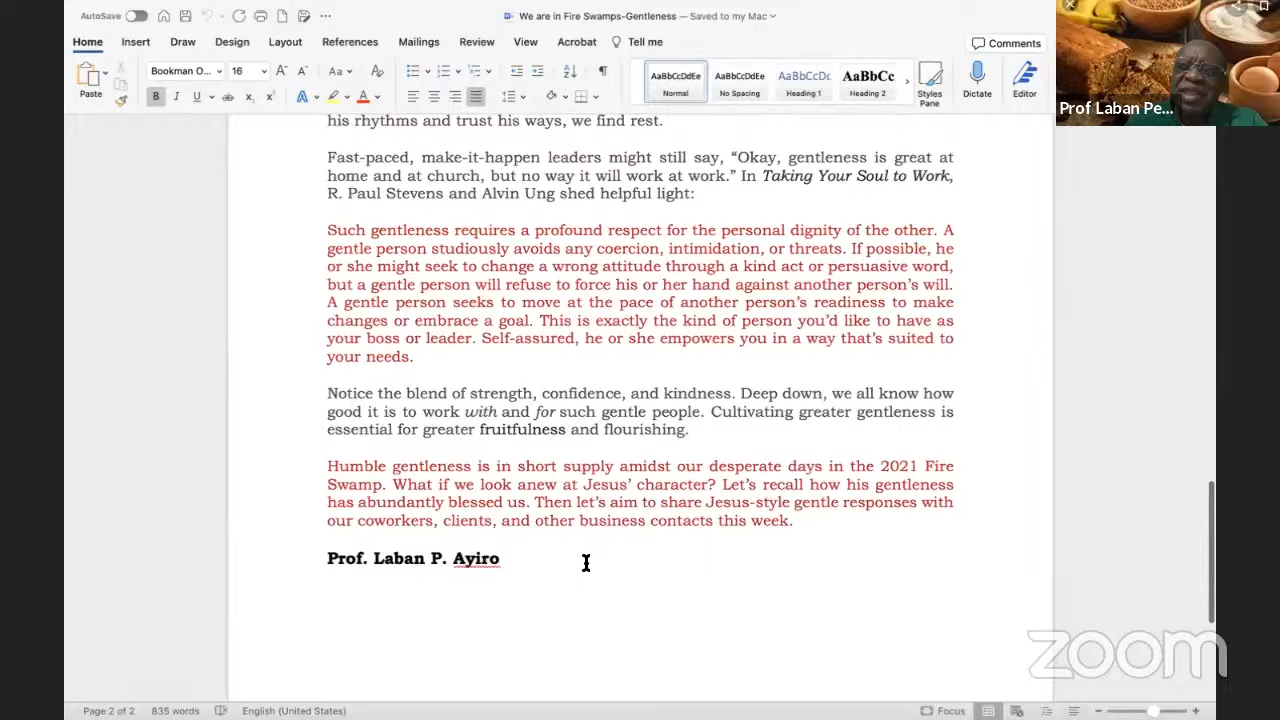 AutoSave
We are in Fire Swamps-Gentleness — Saved to my Mac
Home Insert Draw Design Layout References Mailings Review View Acrobat Tell me
Comments
Paste
Bookman O... 16
AaBbCcDdEe AaBbCcDdEe AaBbCcDc AaBbCc
Normal No Spacing Heading 1 Heading 2
Styles Pane
Dictate
Editor
Prof Laban Pe...
his rhythms and trust his ways, we find rest.
Fast-paced, make-it-happen leaders might still say, “Okay, gentleness is great at
home and at church, but no way it will work at work.” In Taking Your Soul to Work,
R. Paul Stevens and Alvin Ung shed helpful light:
Such gentleness requires a profound respect for the personal dignity of the other. A
gentle person studiously avoids any coercion, intimidation, or threats. If possible, he
or she might seek to change a wrong attitude through a kind act or persuasive word,
but a gentle person will refuse to force his or her hand against another person’s will.
A gentle person seeks to move at the pace of another person’s readiness to make
changes or embrace a goal. This is exactly the kind of person you’d like to have as
your boss or leader. Self-assured, he or she empowers you in a way that’s suited to
your needs.
Notice the blend of strength, confidence, and kindness. Deep down, we all know how
good it is to work with and for such gentle people. Cultivating greater gentleness is
essential for greater fruitfulness and flourishing.
Humble gentleness is in short supply amidst our desperate days in the 2021 Fire
Swamp. What if we look anew at Jesus’ character? Let’s recall how his gentleness
has abundantly blessed us. Then let’s aim to share Jesus-style gentle responses with
our coworkers, clients, and other business contacts this week.
Prof. Laban P. Ayiro
zoom
Page 2 of 2 835 words English (United States) Focus